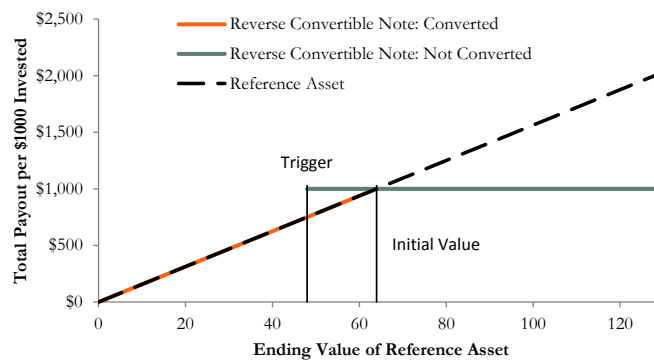 $2,500
Reverse Convertible Note: Converted
Reverse Convertible Note: Not Converted
$2,000
Reference Asset
$1,500
Trigger
$1,000
$500
Initial Value
$0
0 20 40 60 80 100 120
Total Payout per $1000 Invested
Ending Value of Reference Asset